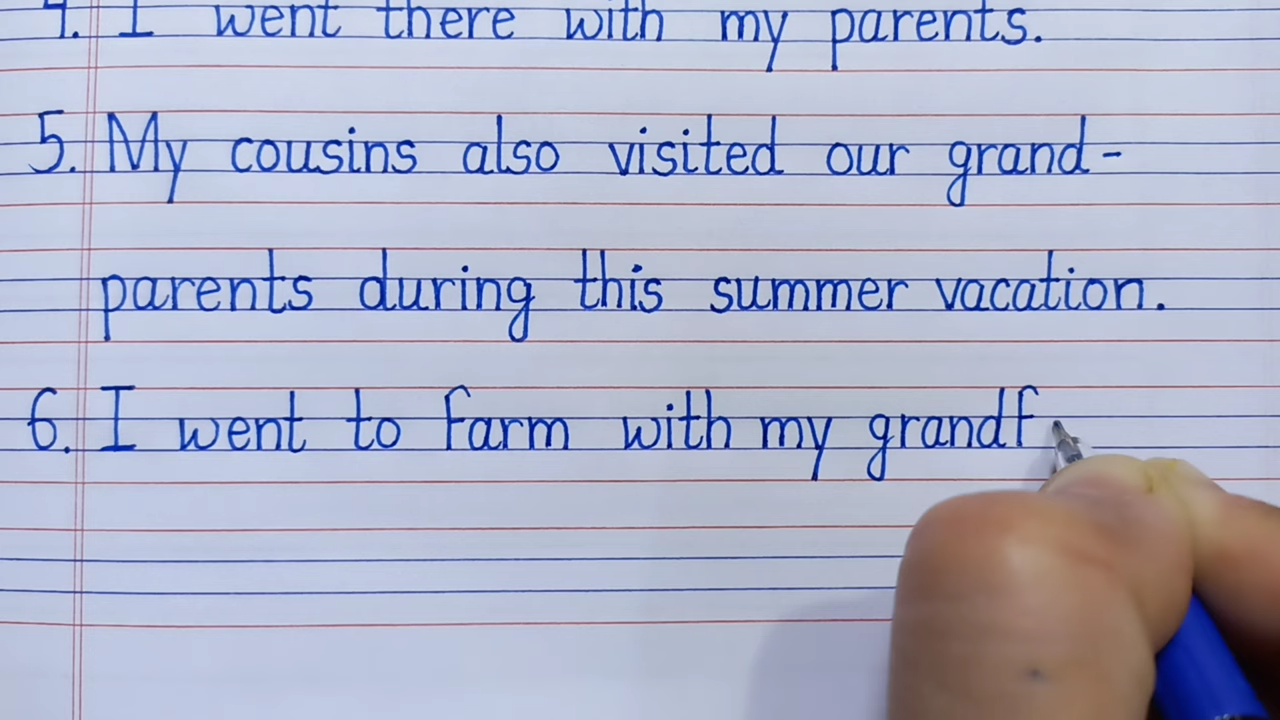 4. I went there with my parents.
5. My cousins also visited our grand-
parents during this summer vacation.
6. I went to farm with my grandf